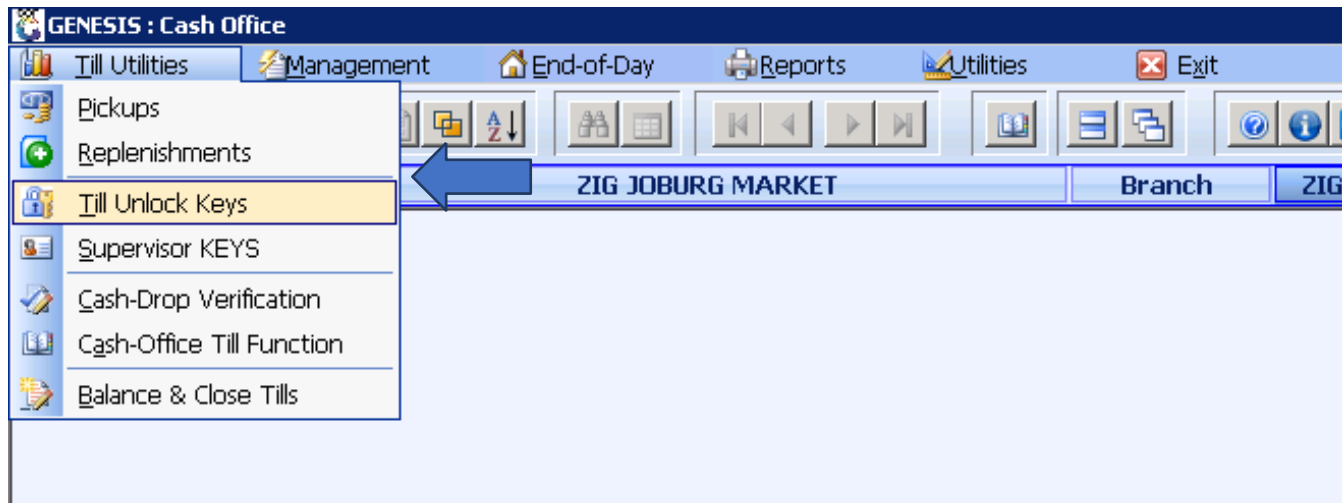 GENESIS : Cash Office
Till Utilities Management End-of-Day Reports Utilities Exit
Pickups
Replenishments
ZIG JOBURG MARKET Branch ZIG
Till Unlock Keys
Supervisor KEYS
Cash-Drop Verification
Cash-Office Till Function
Balance & Close Tills